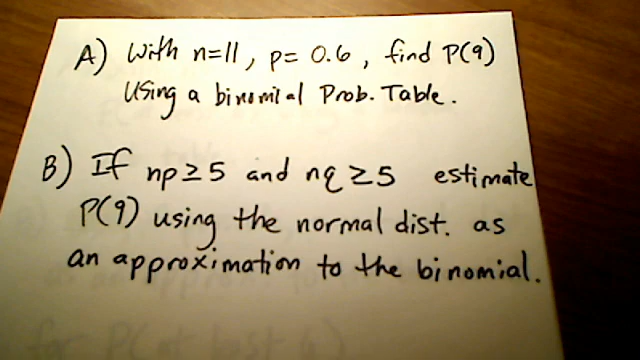 A) With n=11, p= 0.6, find P(9)
Using a binomial Prob. Table.
B) If np≥5 and nq≥5 estimate
P(9) using the normal dist. as
an approximation to the binomial.